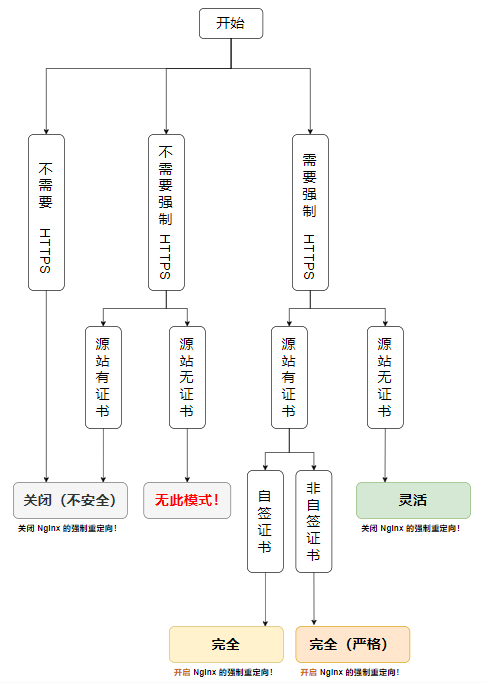 开始
不需要 HTTPS
不需要强制 HTTPS
需要强制 HTTPS
源站有证书
源站无证书
源站有证书
源站无证书
自签证书
非自签证书
关闭（不安全）
关闭 Nginx 的强制重定向！
无此模式！
灵活
关闭 Nginx 的强制重定向！
完全
开启 Nginx 的强制重定向！
完全（严格）
开启 Nginx 的强制重定向！